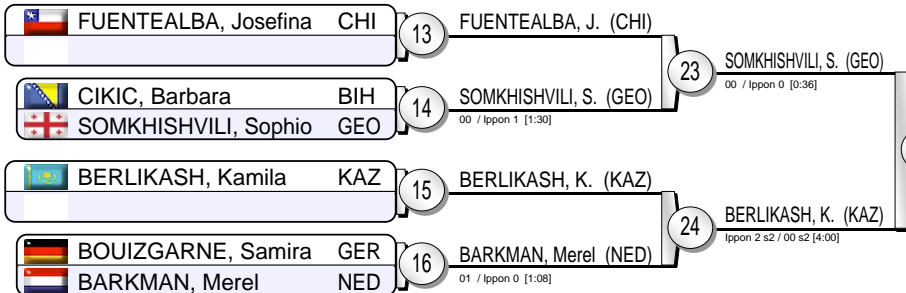 FUENTEALBA, Josefina CHI
13
FUENTEALBA, J. (CHI)
23
SOMKHISHVILI, S. (GEO)
00 / Ippon 0 [0:36]
CIKIC, Barbara BIH
SOMKHISHVILI, Sophio GEO
14
SOMKHISHVILI, S. (GEO)
00 / Ippon 1 [1:30]
BERLIKASH, Kamila KAZ
15
BERLIKASH, K. (KAZ)
24
BERLIKASH, K. (KAZ)
Ippon 2 s2 / 00 s2 [4:00]
BOUIZGARNE, Samira GER
BARKMAN, Merel NED
16
BARKMAN, Merel (NED)
01 / Ippon 0 [1:08]